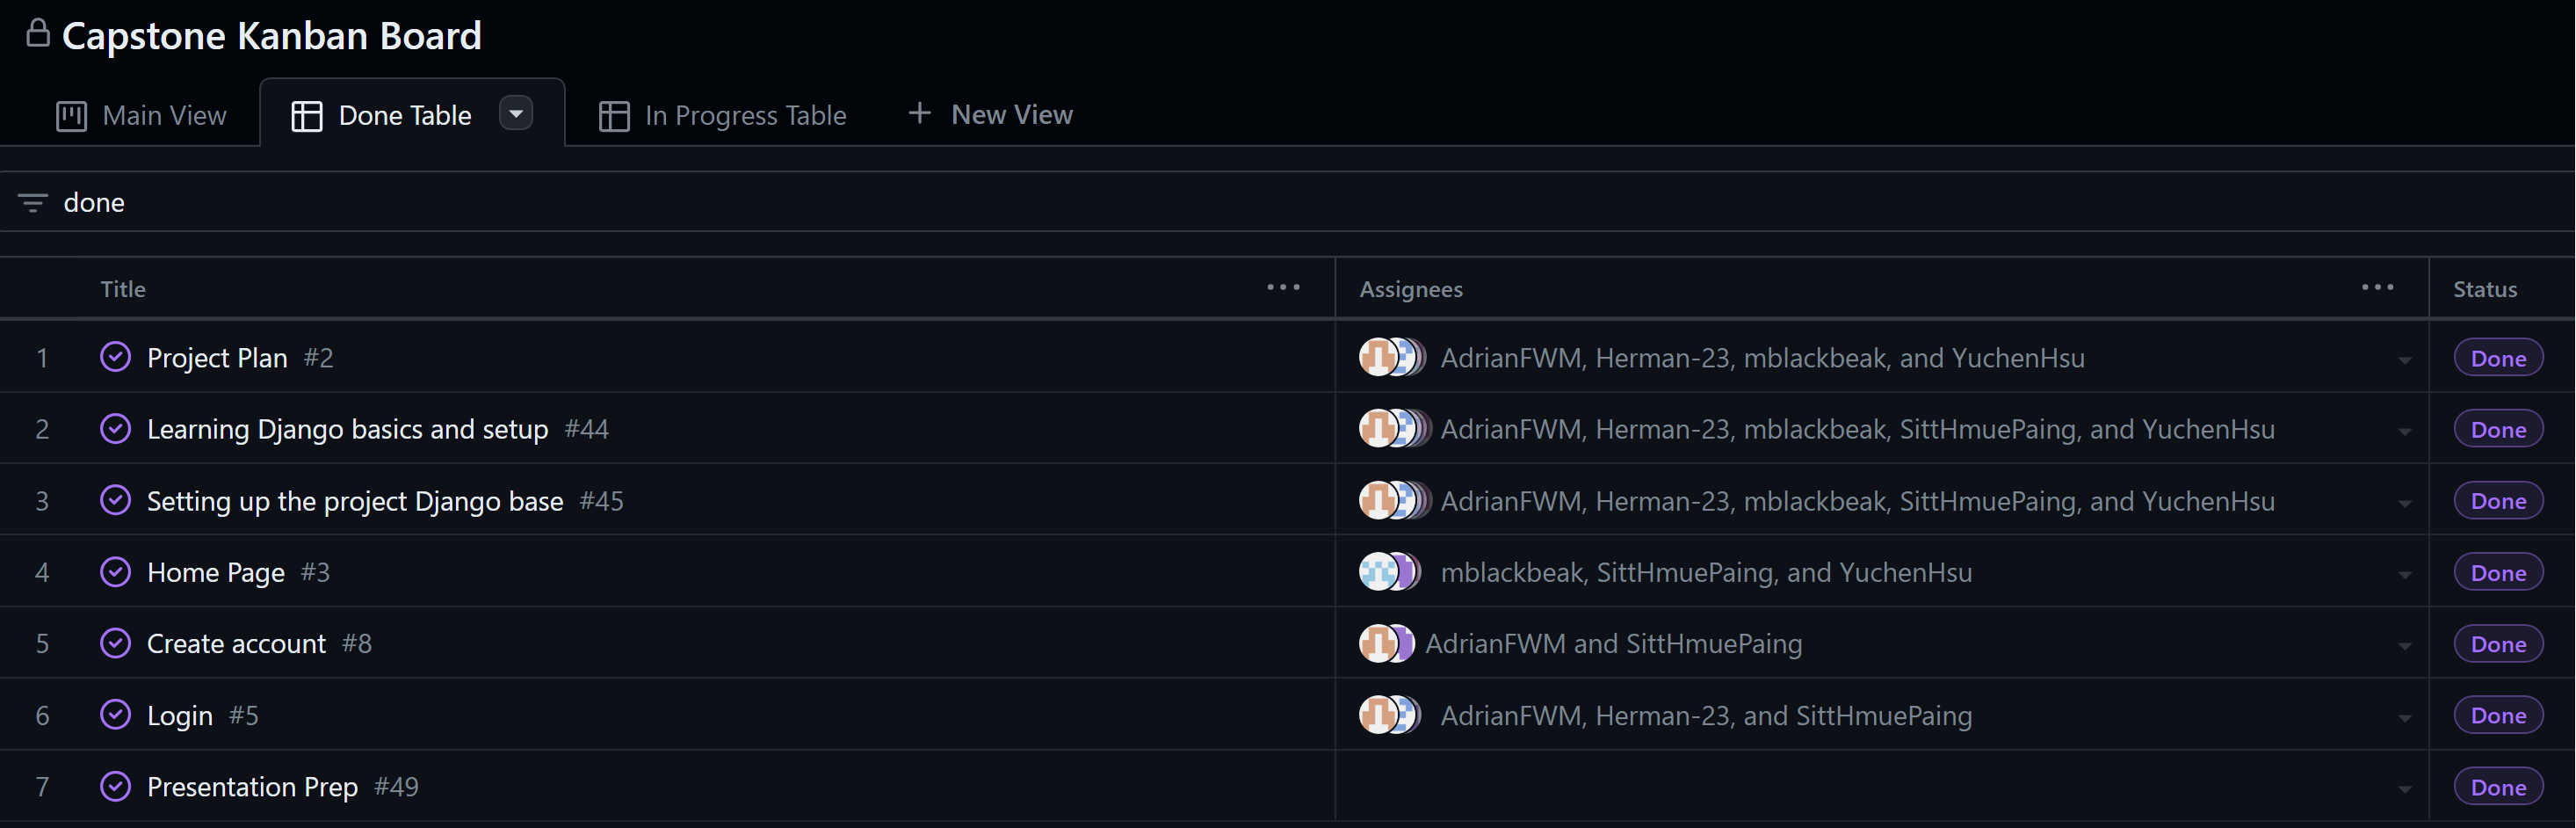 Capstone Kanban Board
Main View Done Table In Progress Table + New View
done
Title ... Assignees ... Status
1 Project Plan #2 AdrianFWM, Herman-23, mblackbeak, and YuchenHsu Done
2 Learning Django basics and setup #44 AdrianFWM, Herman-23, mblackbeak, SittHmuePaing, and YuchenHsu Done
3 Setting up the project Django base #45 AdrianFWM, Herman-23, mblackbeak, SittHmuePaing, and YuchenHsu Done
4 Home Page #3 mblackbeak, SittHmuePaing, and YuchenHsu Done
5 Create account #8 AdrianFWM and SittHmuePaing Done
6 Login #5 AdrianFWM, Herman-23, and SittHmuePaing Done
7 Presentation Prep #49 Done